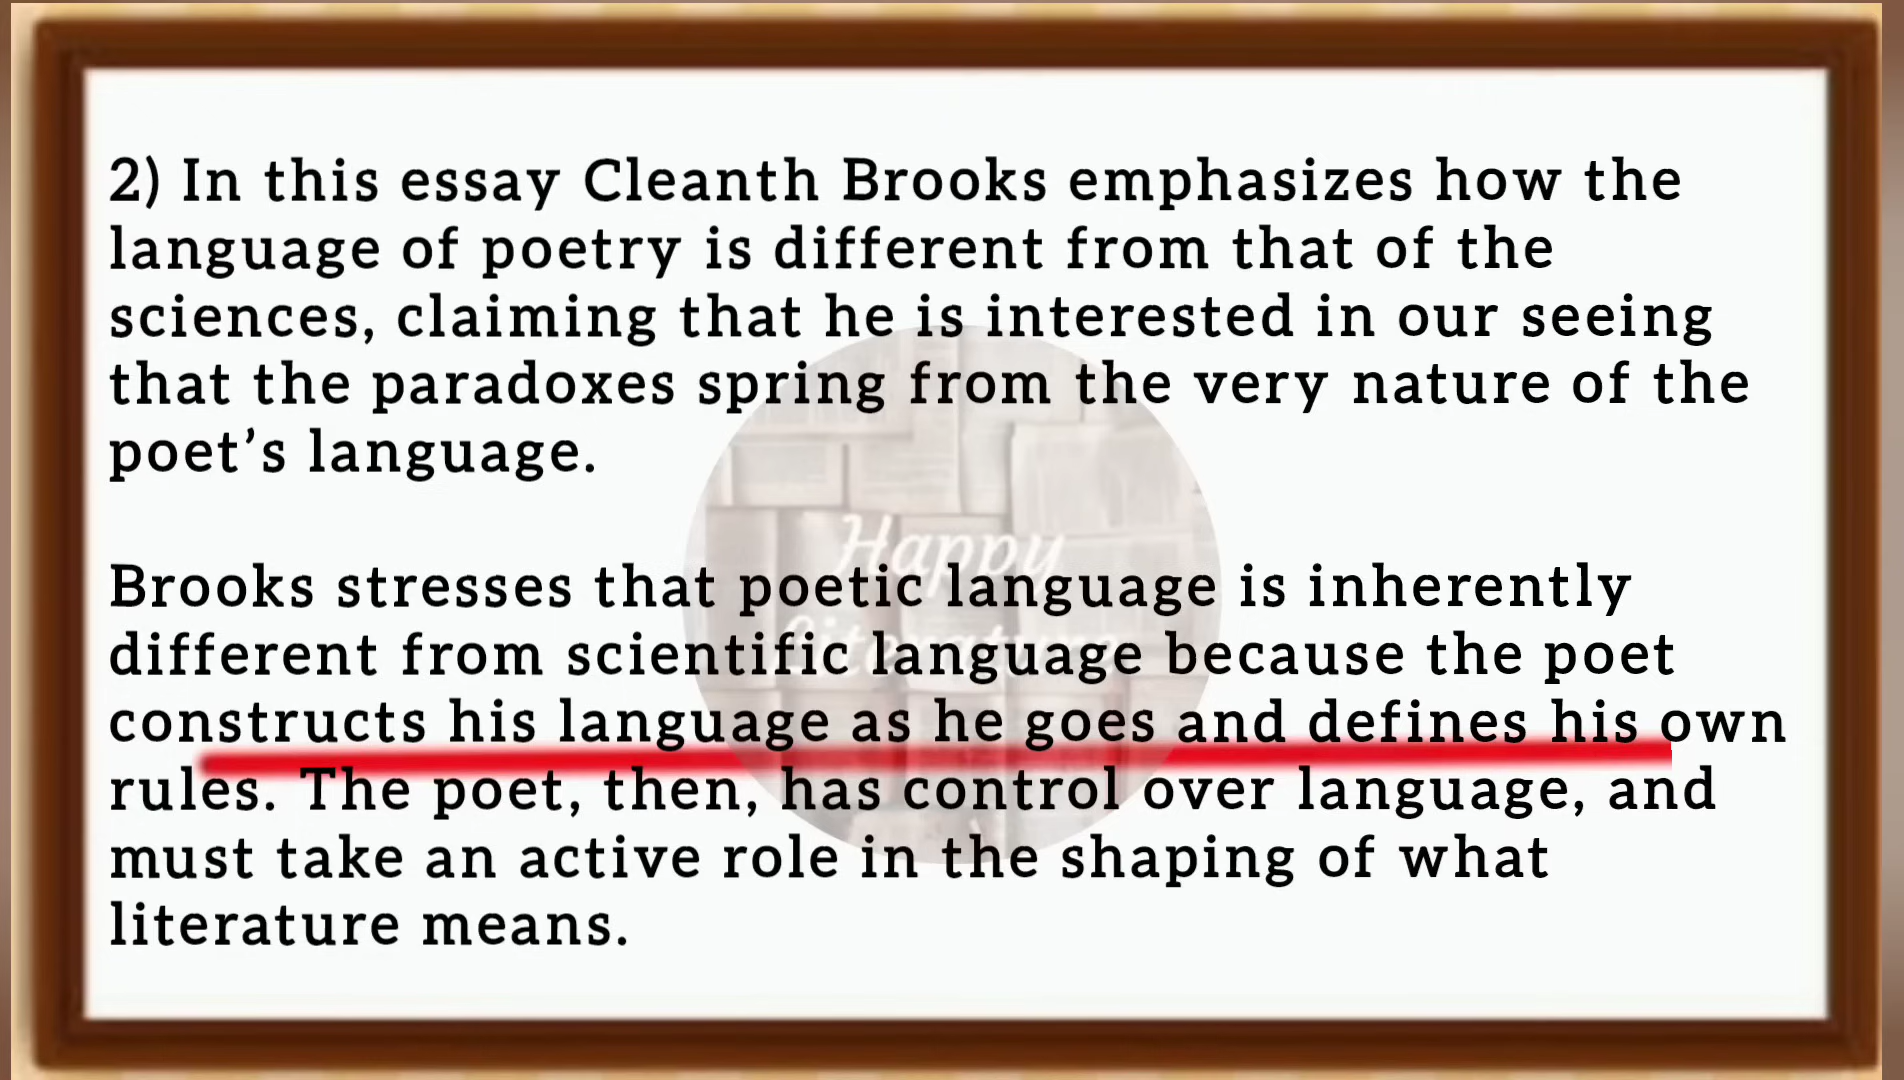 2) In this essay Cleanth Brooks emphasizes how the
language of poetry is different from that of the
sciences, claiming that he is interested in our seeing
that the paradoxes spring from the very nature of the
poet’s language.
Happy
Brooks stresses that poetic language is inherently
Literature
different from scientific language because the poet
constructs his language as he goes and defines his own
rules. The poet, then, has control over language, and
must take an active role in the shaping of what
literature means.